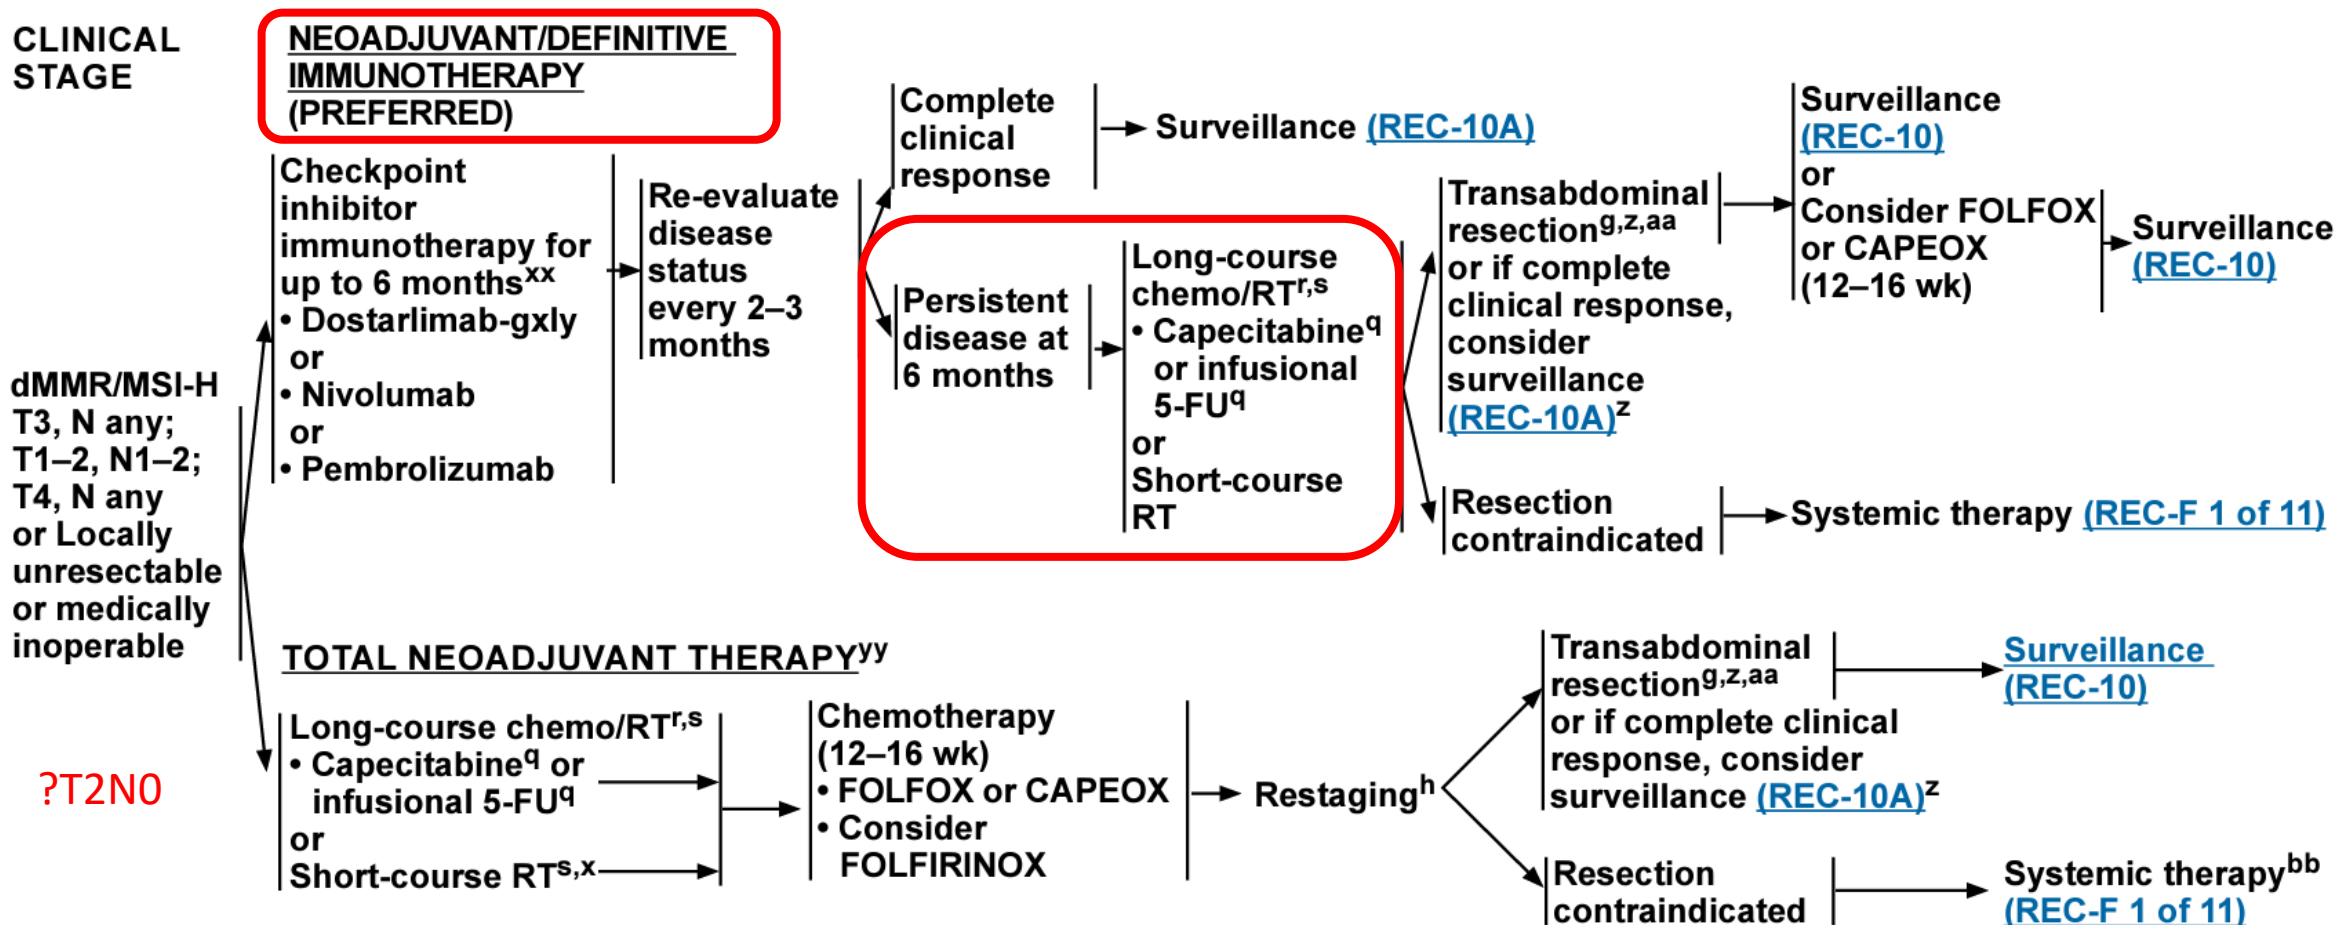 CLINICAL
STAGE
NEOADJUVANT/DEFINITIVE
IMMUNOTHERAPY
(PREFERRED)
dMMR/MSI-H
T3, N any;
T1–2, N1–2;
T4, N any
or Locally
unresectable
or medically
inoperable
Checkpoint
inhibitor
immunotherapy for
up to 6 monthsxx
• Dostarlimab-gxly
or
• Nivolumab
or
• Pembrolizumab
Re-evaluate
disease
status
every 2–3
months
Complete
clinical
response
Surveillance (REC-10A)
Persistent
disease at
6 months
Long-course
chemo/RTr,s
• Capecitabineq
or infusional
5-FUq
or
Short-course
RT
Transabdominal
resectiong,z,aa
or if complete
clinical response,
consider
surveillance
(REC-10A)z
Surveillance
(REC-10)
or
Consider FOLFOX
or CAPEOX
(12–16 wk)
Surveillance
(REC-10)
Resection
contraindicated
Systemic therapy (REC-F 1 of 11)
?T2N0
TOTAL NEOADJUVANT THERAPYyy
Long-course chemo/RTr,s
• Capecitabineq or
infusional 5-FUq
or
Short-course RTs,x
Chemotherapy
(12–16 wk)
• FOLFOX or CAPEOX
• Consider
FOLFIRINOX
Restagingh
Transabdominal
resectiong,z,aa
or if complete clinical
response, consider
surveillance (REC-10A)z
Surveillance
(REC-10)
Resection
contraindicated
Systemic therapybb
(REC-F 1 of 11)